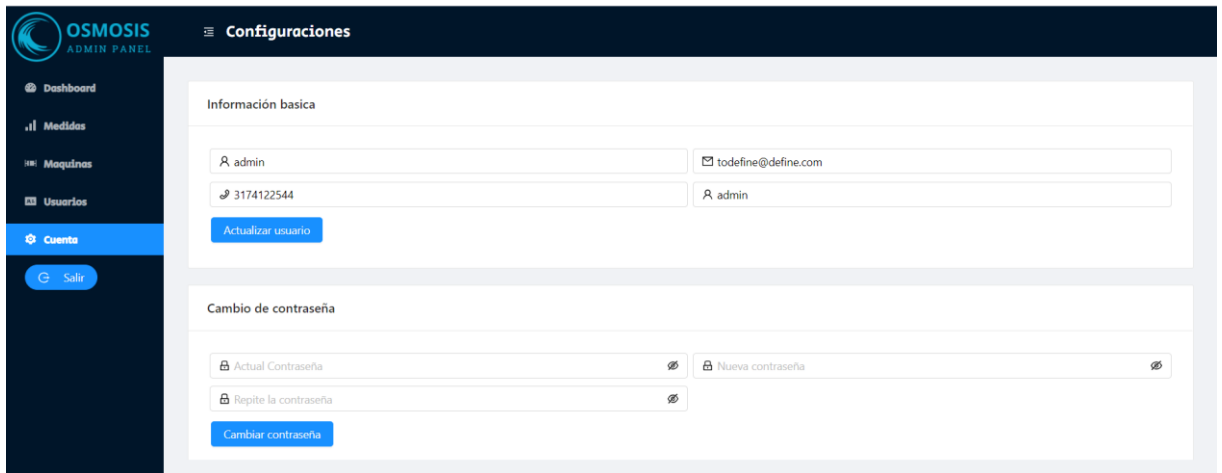 OSMOSIS
ADMIN PANEL
Configuraciones
Dashboard
Medidas
Maquinas
Usuarios
Cuenta
Salir
Información basica
admin
todefine@define.com
3174122544
admin
Actualizar usuario
Cambio de contraseña
Actual Contraseña
Nueva contraseña
Repite la contraseña
Cambiar contraseña